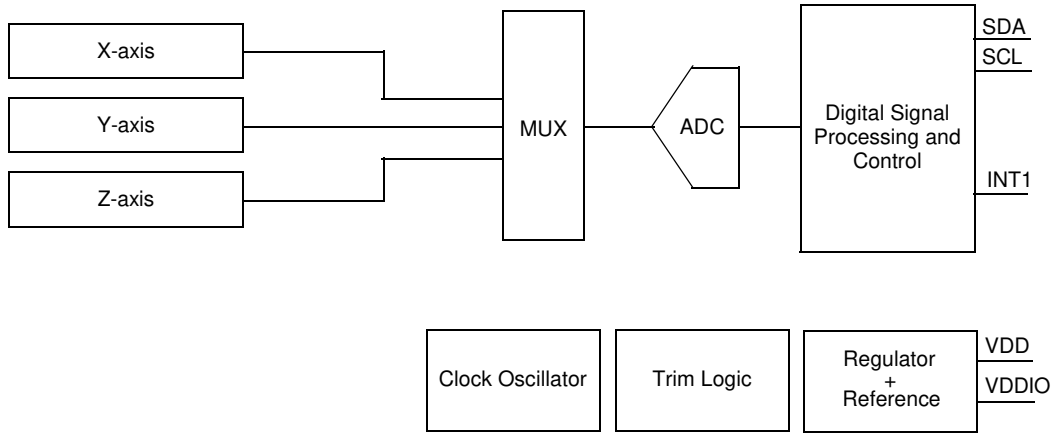 X-axis
Y-axis
Z-axis
MUX
ADC
Digital Signal
Processing and
Control
SDA
SCL
INT1
Clock Oscillator
Trim Logic
Regulator
+
Reference
VDD
VDDIO